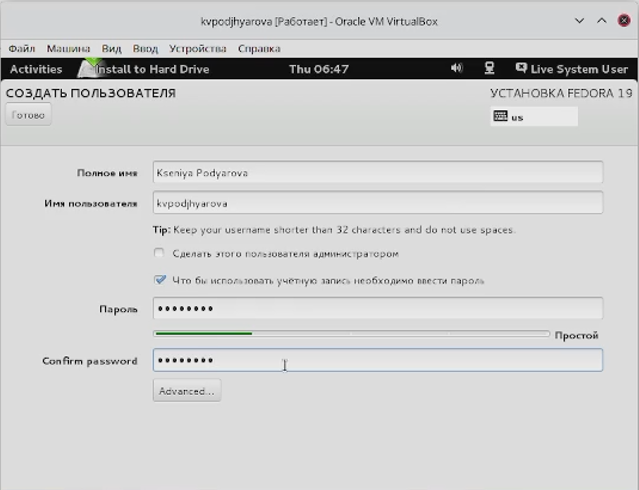 kvpodjhyarova [Работает] - Oracle VM VirtualBox
Файл Машина Вид Ввод Устройства Справка
Activities Install to Hard Drive Thu 06:47 Live System User
СОЗДАТЬ ПОЛЬЗОВАТЕЛЯ УСТАНОВКА FEDORA 19
Готово us
Полное имя Kseniya Podyarova
Имя пользователя kvpodjhyarova
Tip: Keep your username shorter than 32 characters and do not use spaces.
Сделать этого пользователя администратором
Что бы использовать учётную запись необходимо ввести пароль
Пароль ••••••••
Простой
Confirm password ••••••••
Advanced...